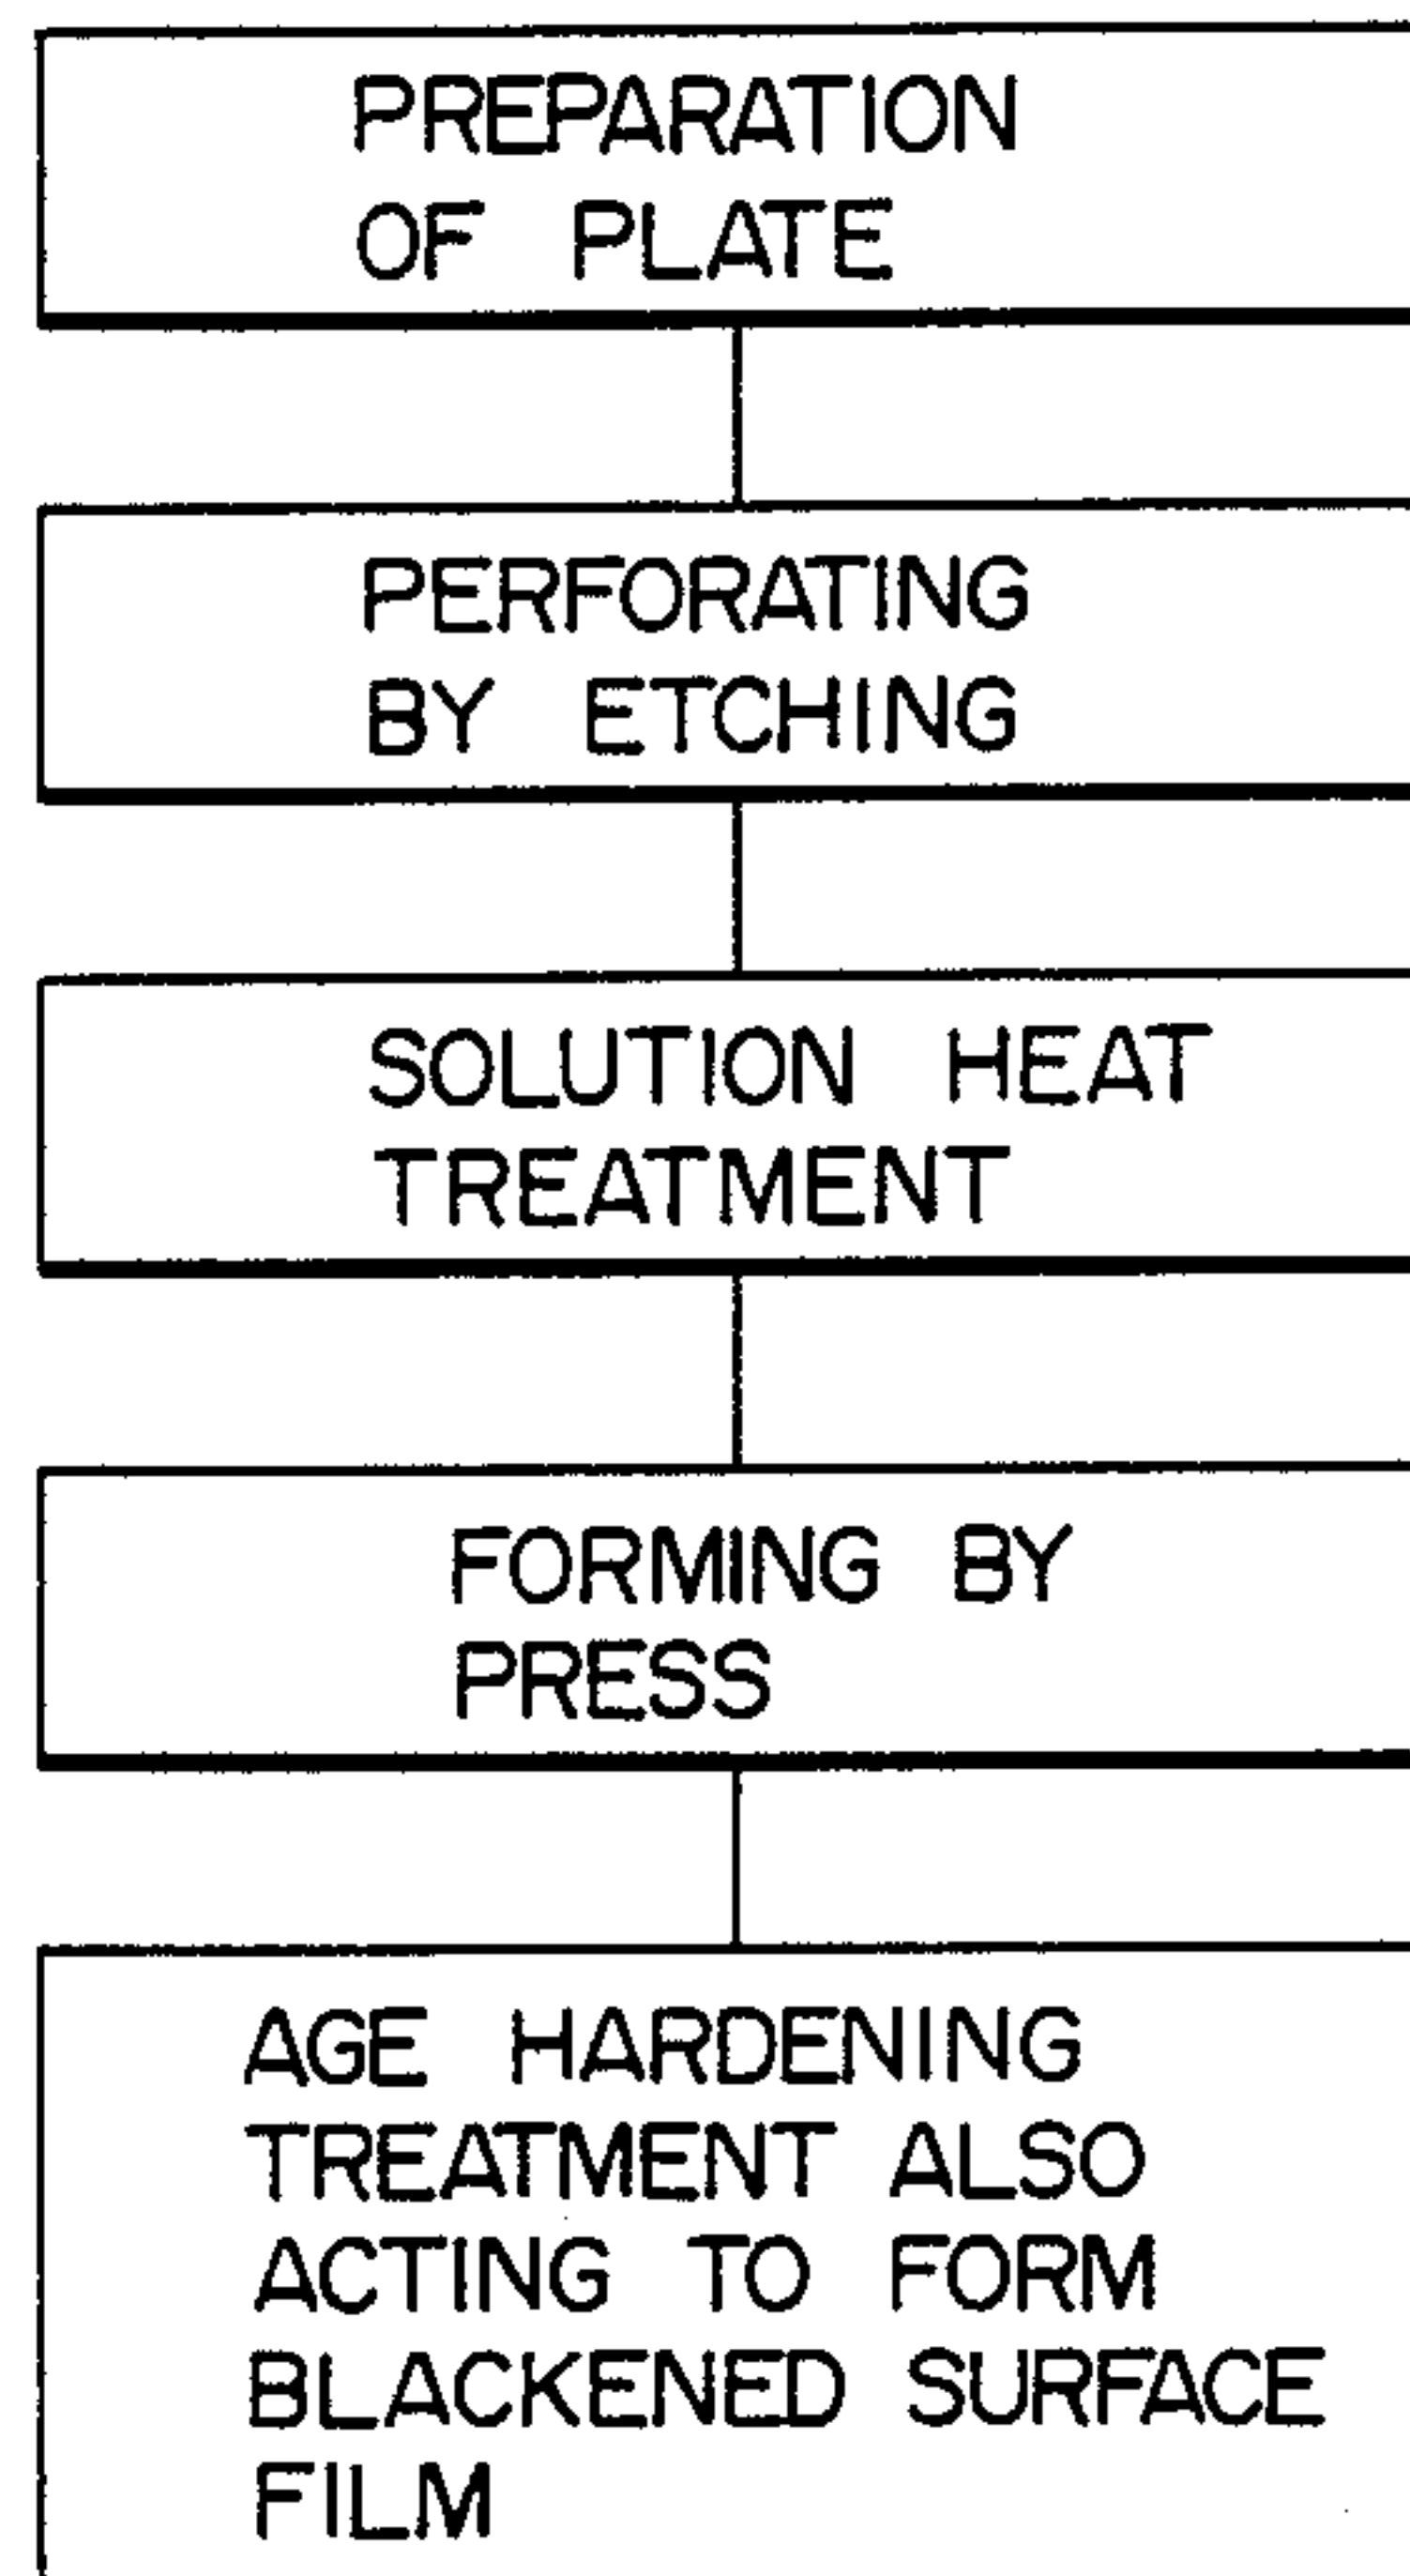 PREPARATION
OF PLATE
PERFORATING
BY ETCHING
SOLUTION HEAT
TREATMENT
FORMING BY
PRESS
AGE HARDENING
TREATMENT ALSO
ACTING TO FORM
BLACKENED SURFACE
FILM